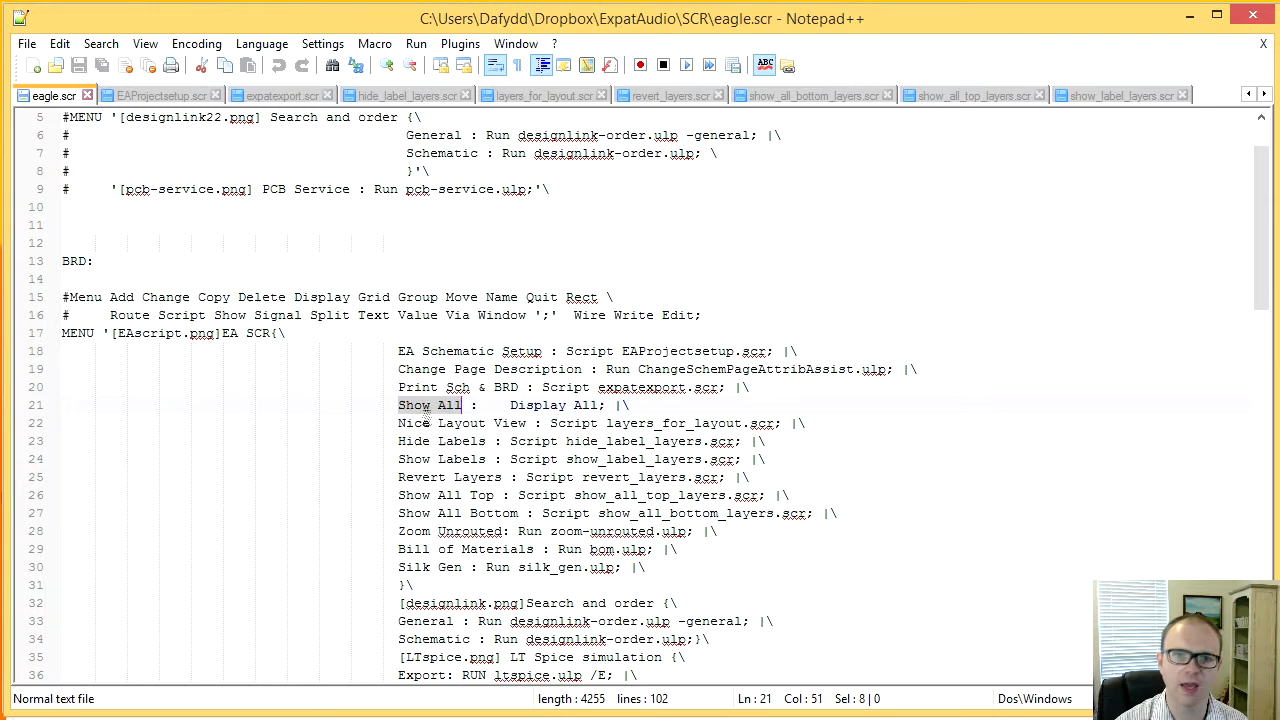 C:\Users\Dafydd\Dropbox\ExpatAudio\SCR\eagle.scr - Notepad++
File Edit Search View Encoding Language Settings Macro Run Plugins Window ? X
eagle.scr EAProjectsetup.scr expatexport.scr hide_label_layers.scr layers_for_layout.scr revert_layers.scr show_all_bottom_layers.scr show_all_top_layers.scr show_label_layers.scr
5 #MENU '[designlink22.png] Search and order {\
6 # General : Run designlink-order.ulp -general; |\
7 # Schematic : Run designlink-order.ulp; \
8 # }'\
9 # '[pcb-service.png] PCB Service : Run pcb-service.ulp;'\
10
11
12
13 BRD:
14
15 #Menu Add Change Copy Delete Display Grid Group Move Name Quit Rect \
16 # Route Script Show Signal Split Text Value Via Window ';' Wire Write Edit;
17 MENU '[EAscript.png]EA SCR{\
18 EA Schematic Setup : Script EAProjectsetup.scr; |\
19 Change Page Description : Run ChangeSchemPageAttribAssist.ulp; |\
20 Print Sch & BRD : Script expatexport.scr; |\
21 Show All : Display All; |\
22 Nice Layout View : Script layers_for_layout.scr; |\
23 Hide Labels : Script hide_label_layers.scr; |\
24 Show Labels : Script show_label_layers.scr; |\
25 Revert Layers : Script revert_layers.scr; |\
26 Show All Top : Script show_all_top_layers.scr; |\
27 Show All Bottom : Script show_all_bottom_layers.scr; |\
28 Zoom Unrouted: Run zoom-unrouted.ulp; |\
29 Bill of Materials : Run bom.ulp; |\
30 Silk Gen : Run silk_gen.ulp; |\
31 }\
32 Search and order
33 General : Run designlink-order.ulp -general; |\
34 Schematic : Run designlink-order.ulp;}\
35 LT Spice
36 Export: RUN /E; |\
Normal text file length : 4255 lines : 102 Ln : 21 Col : 51 Sel : 8 | 0 Dos\Windows